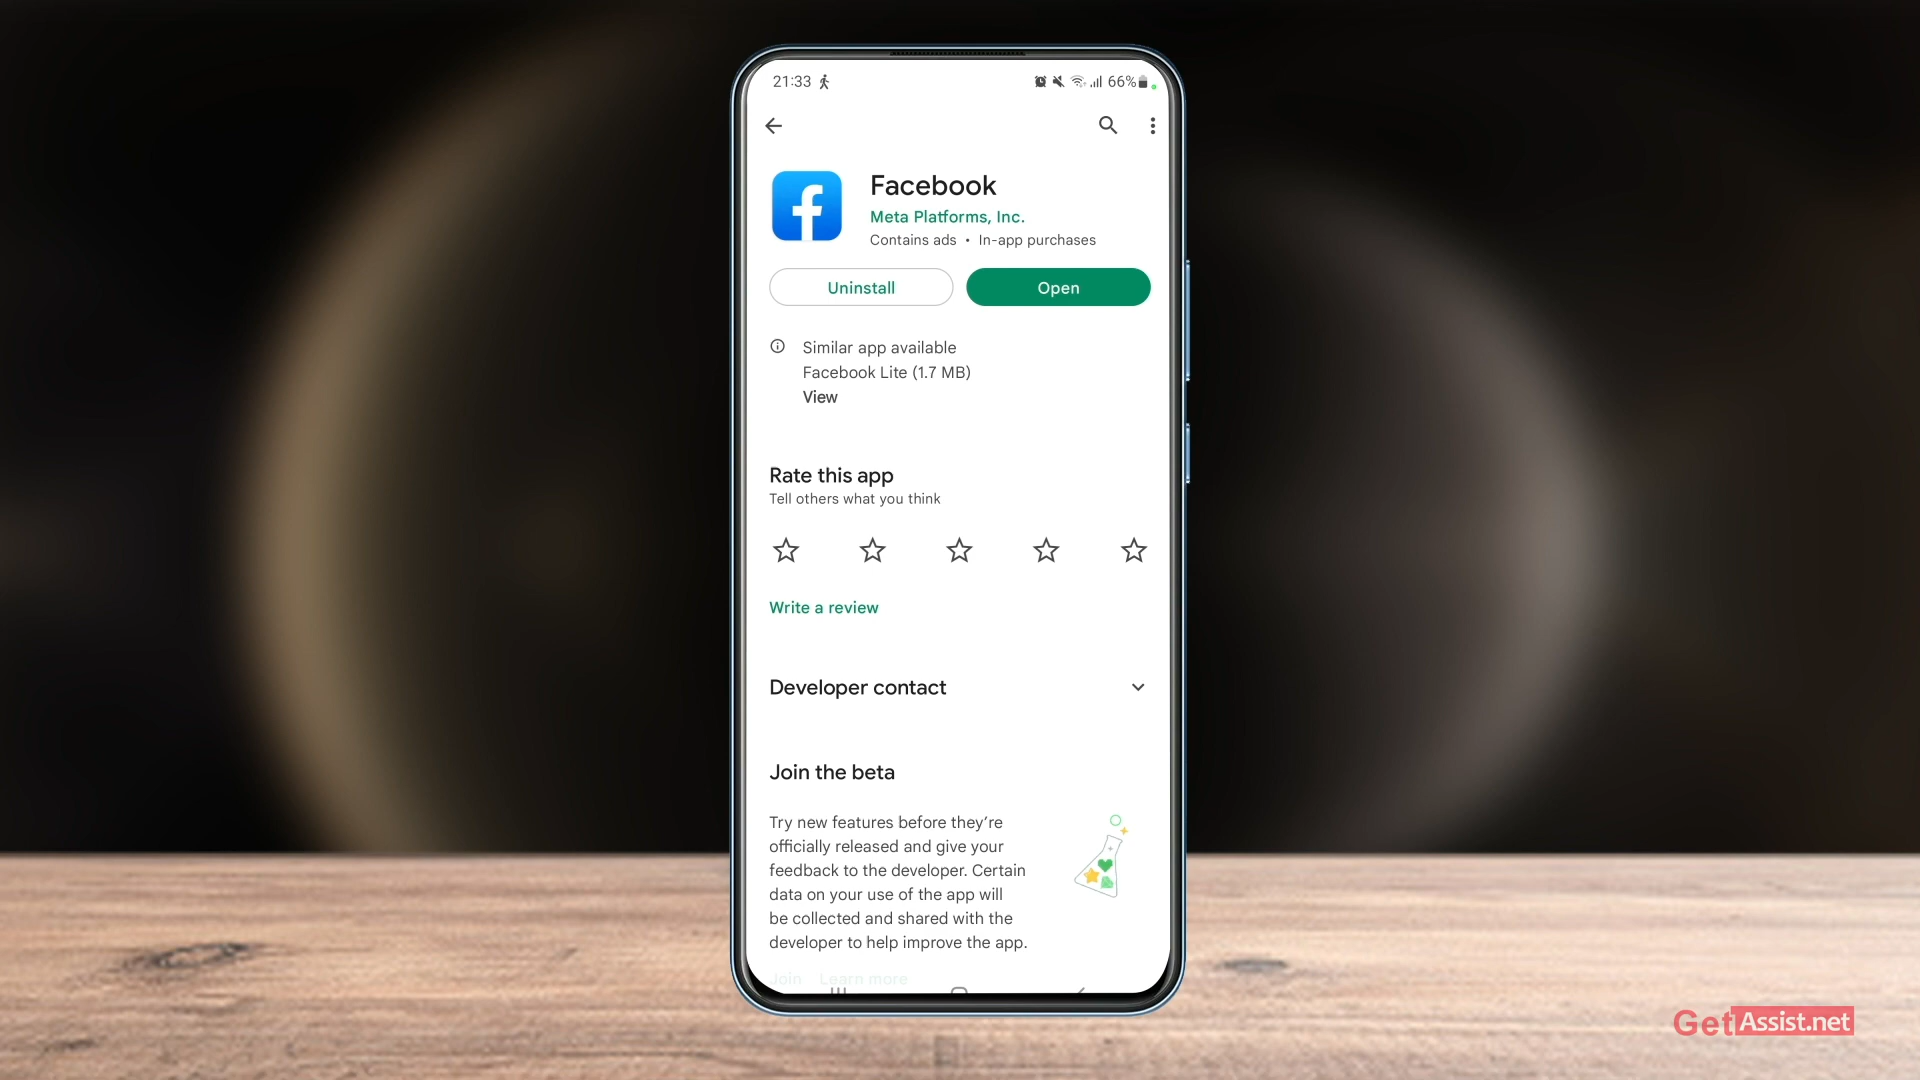 21:33
66%
Facebook
Meta Platforms, Inc.
Contains ads • In-app purchases
Uninstall
Open
Similar app available
Facebook Lite (1.7 MB)
View
Rate this app
Tell others what you think
Write a review
Developer contact
Join the beta
Try new features before they’re
officially released and give your
feedback to the developer. Certain
data on your use of the app will
be collected and shared with the
developer to help improve the app.
Join Learn more
GetAssist.net